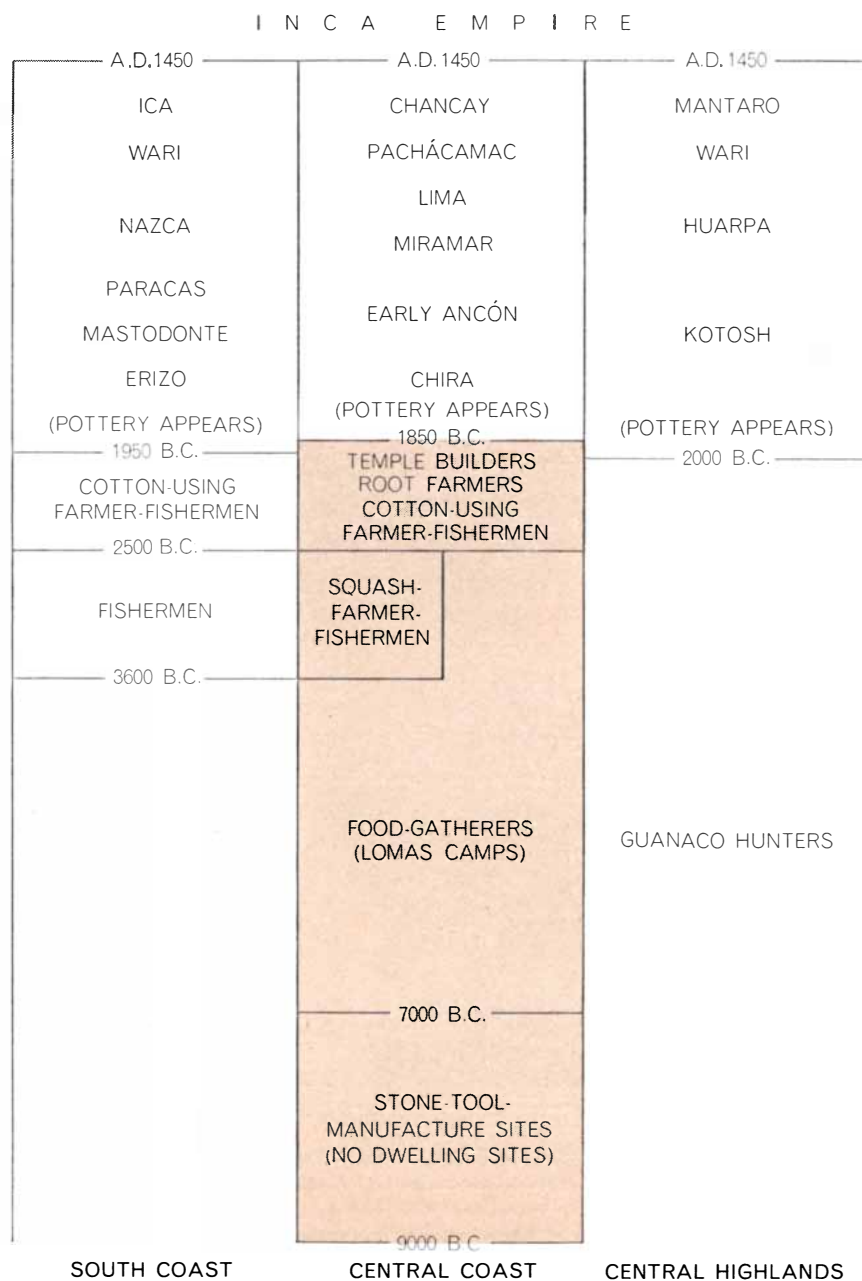 INCA EMPIRE
A.D. 1450
ICA
WARI
NAZCA
PARACAS
MASTODONTE
ERIZO
(POTTERY APPEARS)
1950 B.C.
COTTON-USING
FARMER-FISHERMEN
2500 B.C.
FISHERMEN
3600 B.C.
SOUTH COAST
A.D. 1450
CHANCAY
PACHÁCAMAC
LIMA
MIRAMAR
EARLY ANCÓN
CHIRA
(POTTERY APPEARS)
1850 B.C.
TEMPLE BUILDERS
ROOT FARMERS
COTTON-USING
FARMER-FISHERMEN
SQUASH-
FARMER-
FISHERMEN
FOOD-GATHERERS
(LOMAS CAMPS)
7000 B.C.
STONE-TOOL-
MANUFACTURE SITES
(NO DWELLING SITES)
9000 B.C
CENTRAL COAST
A.D. 1450
MANTARO
WARI
HUARPA
KOTOSH
(POTTERY APPEARS)
2000 B.C.
GUANACO HUNTERS
CENTRAL HIGHLANDS